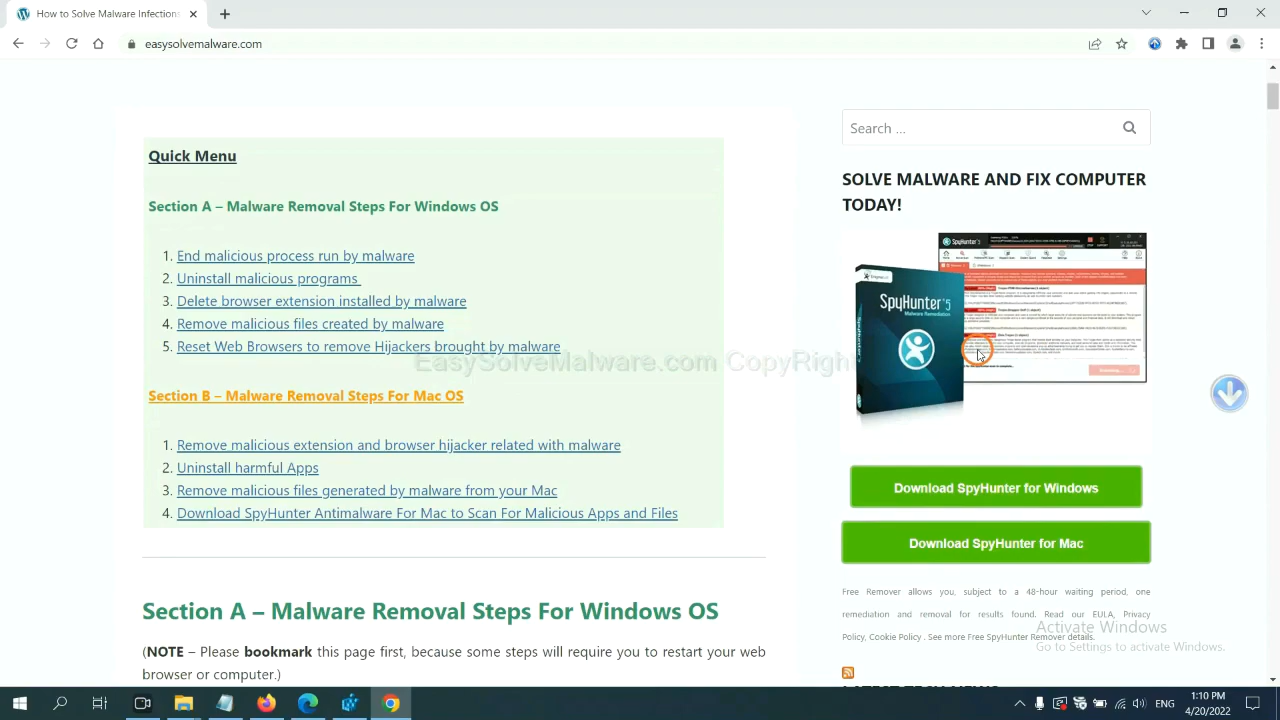 How to Solve Malware Infections
easysolvemalware.com
Quick Menu
Section A – Malware Removal Steps For Windows OS
1. End malicious process run by malware
2. Uninstall malicious programs
3. Delete browser extension installed by malware
4. Remove malicious files created by malware
5. Reset Web Browser to Remove Hijackers brought by malware
Section B – Malware Removal Steps For Mac OS
1. Remove malicious extension and browser hijacker related with malware
2. Uninstall harmful Apps
3. Remove malicious files generated by malware from your Mac
4. Download SpyHunter Antimalware For Mac to Scan For Malicious Apps and Files
Section A – Malware Removal Steps For Windows OS
(NOTE – Please bookmark this page first, because some steps will require you to restart your web
browser or computer.)
Search ...
SOLVE MALWARE AND FIX COMPUTER
TODAY!
SpyHunter 5
SpyHunter 5
Malware Remediation
Download SpyHunter for Windows
Download SpyHunter for Mac
Free Remover allows you, subject to a 48-hour waiting period, one
remediation and removal for results found. Read our EULA, Privacy
Policy, Cookie Policy . See more Free SpyHunter Remover details.
Activate Windows
Go to Settings to activate Windows.
LATEST TECH NEWS
ENG
1:10 PM
4/20/2022